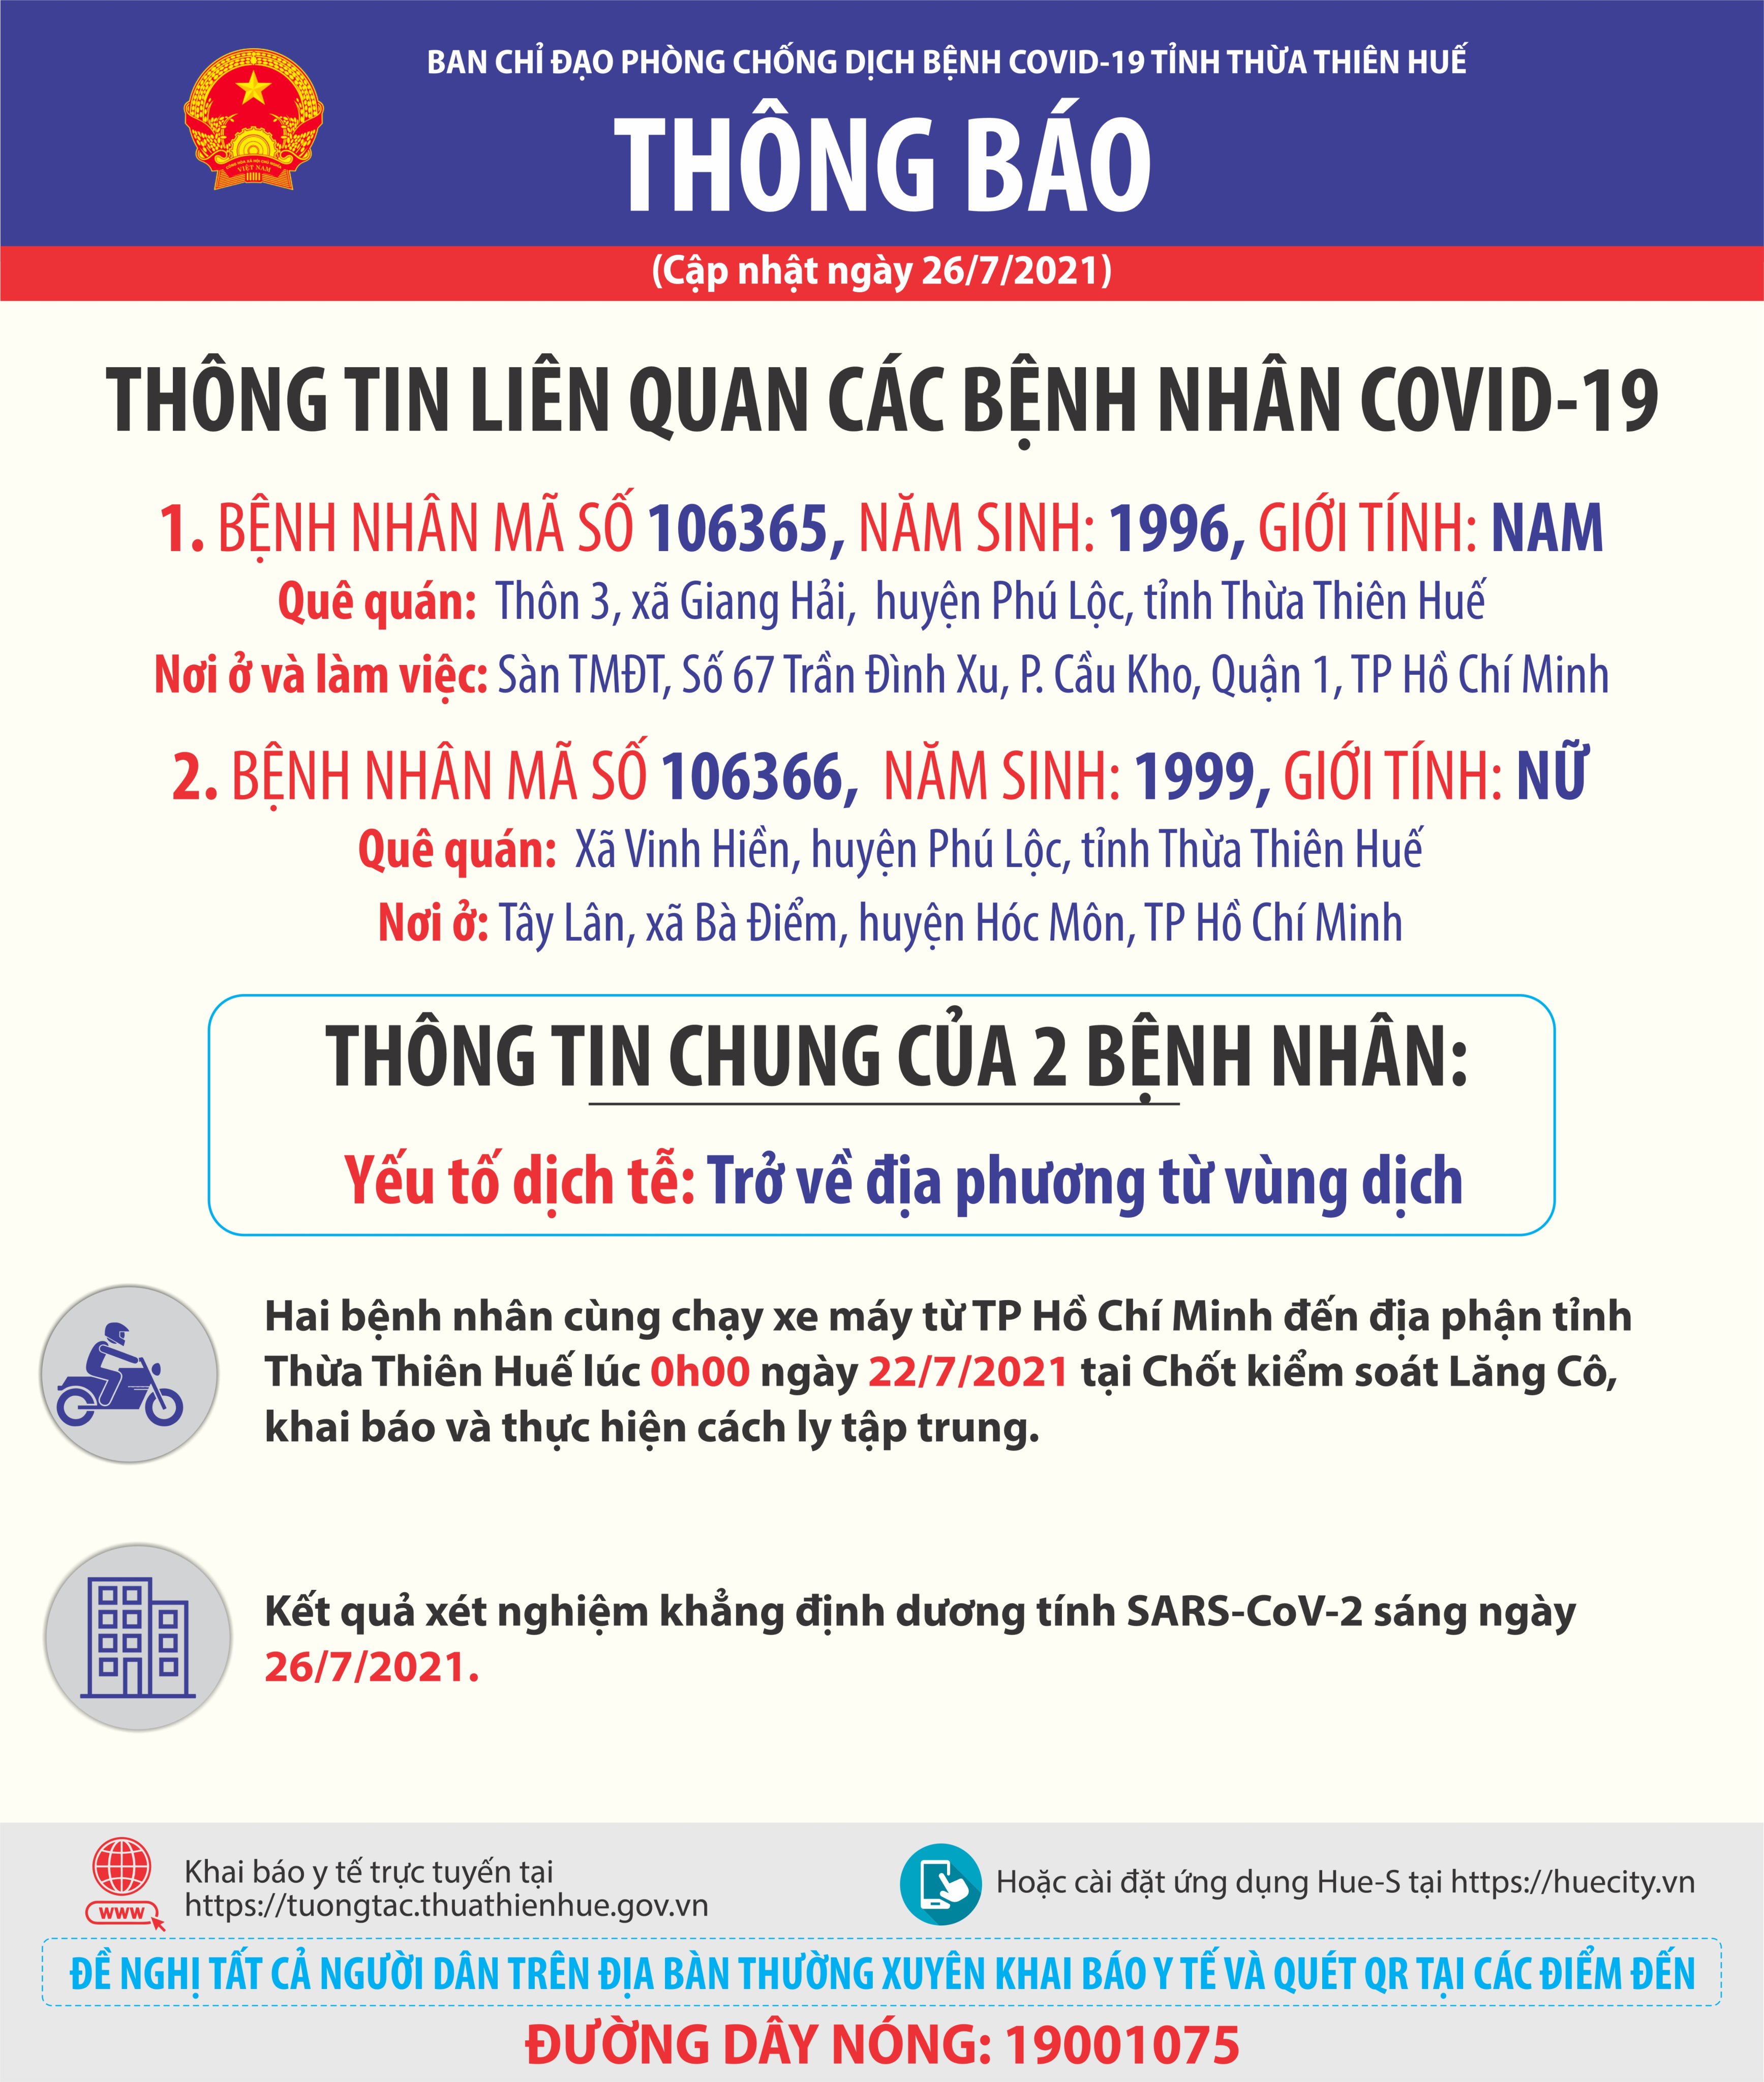 BAN CHỈ ĐẠO PHÒNG CHỐNG DỊCH BỆNH COVID-19 TỈNH THỪA THIÊN HUẾ
THÔNG BÁO
(Cập nhật ngày 26/7/2021)
VIỆT NAM
THÔNG TIN LIÊN QUAN CÁC BỆNH NHÂN COVID-19
1. BỆNH NHÂN MÃ SỐ 106365, NĂM SINH: 1996, GIỚI TÍNH: NAM
Quê quán: Thôn 3, xã Giang Hải, huyện Phú Lộc, tỉnh Thừa Thiên Huế
Nơi ở và làm việc: Sàn TMĐT, Số 67 Trần Đình Xu, P. Cầu Kho, Quận 1, TP Hồ Chí Minh
2. BỆNH NHÂN MÃ SỐ 106366, NĂM SINH: 1999, GIỚI TÍNH: NỮ
Quê quán: Xã Vinh Hiền, huyện Phú Lộc, tỉnh Thừa Thiên Huế
Nơi ở: Tây Lân, xã Bà Điểm, huyện Hóc Môn, TP Hồ Chí Minh
THÔNG TIN CHUNG CỦA 2 BỆNH NHÂN:
Yếu tố dịch tễ: Trở về địa phương từ vùng dịch
Hai bệnh nhân cùng chạy xe máy từ TP Hồ Chí Minh đến địa phận tỉnh
Thừa Thiên Huế lúc 0h00 ngày 22/7/2021 tại Chốt kiểm soát Lăng Cô,
khai báo và thực hiện cách ly tập trung.
Kết quả xét nghiệm khẳng định dương tính SARS-CoV-2 sáng ngày
26/7/2021.
Khai báo y tế trực tuyến tại
https://tuongtac.thuathienhue.gov.vn
www
Hoặc cài đặt ứng dụng Hue-S tại https://huecity.vn
ĐỀ NGHỊ TẤT CẢ NGƯỜI DÂN TRÊN ĐỊA BÀN THƯỜNG XUYÊN KHAI BÁO Y TẾ VÀ QUÉT QR TẠI CÁC ĐIỂM ĐẾN
ĐƯỜNG DÂY NÓNG: 19001075